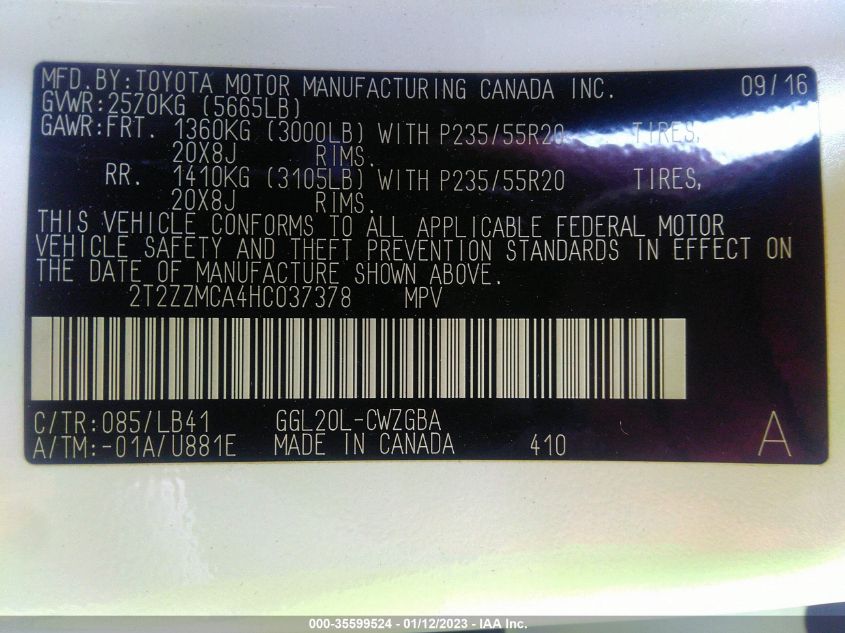 MFD.BY:TOYOTA MOTOR MANUFACTURING CANADA INC. 09/16
GVWR:2570KG (5665LB)
GAWR:FRT. 1360KG (3000LB) WITH P235/55R20 TIRES,
20X8J RIMS.
RR. 1410KG (3105LB) WITH P235/55R20 TIRES,
20X8J RIMS.
THIS VEHICLE CONFORMS TO ALL APPLICABLE FEDERAL MOTOR
VEHICLE SAFETY AND THEFT PREVENTION STANDARDS IN EFFECT ON
THE DATE OF MANUFACTURE SHOWN ABOVE.
2T2ZZMCA4HC037378 MPV
C/TR:085/LB41 GGL20L-CWZGBA
A/TM:-01A/U881E MADE IN CANADA 410 A
000-35599524 - 01/12/2023 - IAA Inc.